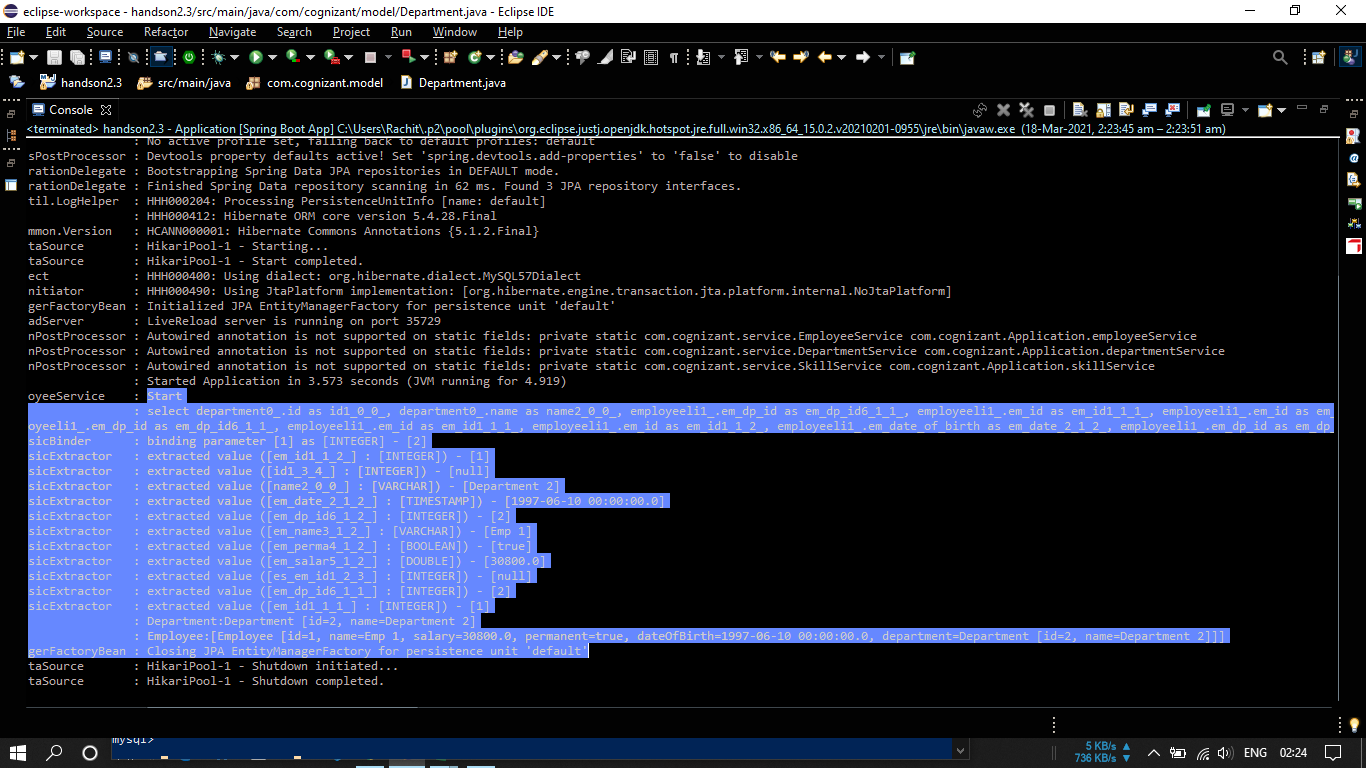 eclipse-workspace - handson2.3/src/main/java/com/cognizant/model/Department.java - Eclipse IDE
File Edit Source Refactor Navigate Search Project Run Window Help
handson2.3 src/main/java com.cognizant.model Department.java
Console
<terminated> handson2.3 - Application [Spring Boot App] C:\Users\Rachit\.p2\pool\plugins\org.eclipse.justj.openjdk.hotspot.jre.full.win32.x86_64_15.0.2.v20210201-0955\jre\bin\javaw.exe (18-Mar-2021, 2:23:45 am – 2:23:51 am)
: No active profile set, falling back to default profiles: default
sPostProcessor : Devtools property defaults active! Set 'spring.devtools.add-properties' to 'false' to disable
rationDelegate : Bootstrapping Spring Data JPA repositories in DEFAULT mode.
rationDelegate : Finished Spring Data repository scanning in 62 ms. Found 3 JPA repository interfaces.
til.LogHelper : HHH000204: Processing PersistenceUnitInfo [name: default]
: HHH000412: Hibernate ORM core version 5.4.28.Final
mmon.Version : HCANN000001: Hibernate Commons Annotations {5.1.2.Final}
taSource : HikariPool-1 - Starting...
taSource : HikariPool-1 - Start completed.
ect : HHH000400: Using dialect: org.hibernate.dialect.MySQL57Dialect
nitiator : HHH000490: Using JtaPlatform implementation: [org.hibernate.engine.transaction.jta.platform.internal.NoJtaPlatform]
gerFactoryBean : Initialized JPA EntityManagerFactory for persistence unit 'default'
adServer : LiveReload server is running on port 35729
nPostProcessor : Autowired annotation is not supported on static fields: private static com.cognizant.service.EmployeeService com.cognizant.Application.employeeService
nPostProcessor : Autowired annotation is not supported on static fields: private static com.cognizant.service.DepartmentService com.cognizant.Application.departmentService
nPostProcessor : Autowired annotation is not supported on static fields: private static com.cognizant.service.SkillService com.cognizant.Application.skillService
: Started Application in 3.573 seconds (JVM running for 4.919)
oyeeService : Start
: select department0_.id as id1_0_0_, department0_.name as name2_0_0_, employeeli1_.em_dp_id as em_dp_id6_1_1_, employeeli1_.em_id as em_id1_1_1_, employeeli1_.em_id as em_
oyeeli1_.em_dp_id as em_dp_id6_1_1_, employeeli1_.em_id as em_id1_1_1_, employeeli1_.em_id as em_id1_1_2_, employeeli1_.em_date_of_birth as em_date_2_1_2_, employeeli1_.em_dp_id as em_dp_
sicBinder : binding parameter [1] as [INTEGER] - [2]
sicExtractor : extracted value ([em_id1_1_2_] : [INTEGER]) - [1]
sicExtractor : extracted value ([id1_3_4_] : [INTEGER]) - [null]
sicExtractor : extracted value ([name2_0_0_] : [VARCHAR]) - [Department 2]
sicExtractor : extracted value ([em_date_2_1_2_] : [TIMESTAMP]) - [1997-06-10 00:00:00.0]
sicExtractor : extracted value ([em_dp_id6_1_2_] : [INTEGER]) - [2]
sicExtractor : extracted value ([em_name3_1_2_] : [VARCHAR]) - [Emp 1]
sicExtractor : extracted value ([em_perma4_1_2_] : [BOOLEAN]) - [true]
sicExtractor : extracted value ([em_salar5_1_2_] : [DOUBLE]) - [30800.0]
sicExtractor : extracted value ([es_em_id1_2_3_] : [INTEGER]) - [null]
sicExtractor : extracted value ([em_dp_id6_1_1_] : [INTEGER]) - [2]
sicExtractor : extracted value ([em_id1_1_1_] : [INTEGER]) - [1]
: Department:Department [id=2, name=Department 2]
: Employee:[Employee [id=1, name=Emp 1, salary=30800.0, permanent=true, dateOfBirth=1997-06-10 00:00:00.0, department=Department [id=2, name=Department 2]]]
gerFactoryBean : Closing JPA EntityManagerFactory for persistence unit 'default'
taSource : HikariPool-1 - Shutdown initiated...
taSource : HikariPool-1 - Shutdown completed.
mysql>
5 KB/s
736 KB/s
ENG 02:24